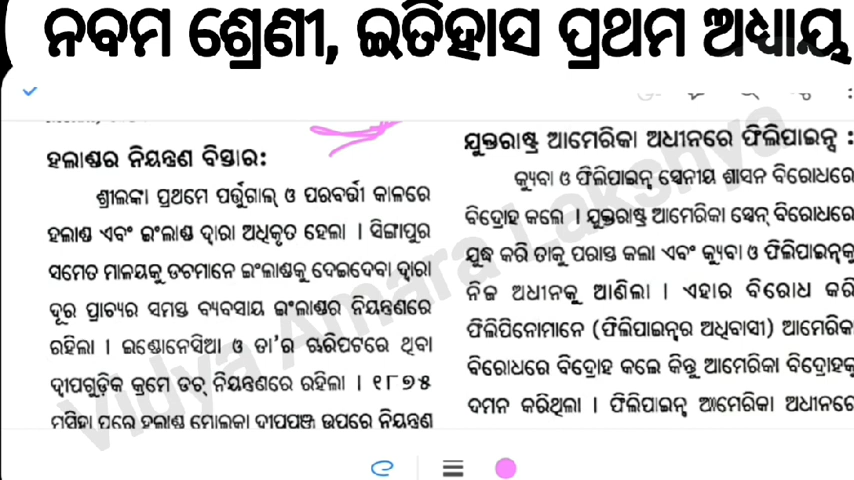 ନବମ ଶ୍ରେଣୀ, ଇତିହାସ ପ୍ରଥମ ଅଧ୍ୟାୟ
ହଲାଣ୍ଡର ନିୟନ୍ତ୍ରଣ ବିସ୍ତାର:
ଶ୍ରୀଲଙ୍କା ପ୍ରଥମେ ପର୍ତ୍ତୁଗାଲ୍ ଓ ପରବର୍ତ୍ତୀ କାଳରେ
ହଲାଣ୍ଡ ଏବଂ ଇଂଲାଣ୍ଡ ଦ୍ୱାରା ଅଧିକୃତ ହେଲା । ସିଙ୍ଗାପୁର
ସମେତ ମାଳୟକୁ ଡଚମାନେ ଇଂଲାଣ୍ଡକୁ ଦେଇଦେବା ଦ୍ୱାରା
ଦୂର ପ୍ରାଚ୍ୟର ସମସ୍ତ ବ୍ୟବସାୟ ଇଂଲାଣ୍ଡର ନିୟନ୍ତ୍ରଣରେ
ରହିଲା । ଇଣ୍ଡୋନେସିଆ ଓ ତା'ର ଚାରିପଟରେ ଥିବା
ଦ୍ୱୀପଗୁଡ଼ିକ କ୍ରମେ ଡଚ୍ ନିୟନ୍ତ୍ରଣରେ ରହିଲା । ୧୮୭୫
ମସିହା ପରେ ହଲାଣ୍ଡ ମୋଲକା ଦ୍ୱୀପପୁଞ୍ଜ ଉପରେ ନିୟନ୍ତ୍ରଣ
ଯୁକ୍ତରାଷ୍ଟ୍ର ଆମେରିକା ଅଧୀନରେ ଫିଲିପାଇନ୍ସ :
କ୍ୟୁବା ଓ ଫିଲିପାଇନ୍ସ ସ୍ପେନୀୟ ଶାସନ ବିରୋଧରେ
ବିଦ୍ରୋହ କଲେ । ଯୁକ୍ତରାଷ୍ଟ୍ର ଆମେରିକା ସ୍ପେନ୍ ବିରୋଧରେ
ଯୁଦ୍ଧ କରି ତାକୁ ପରାସ୍ତ କଲା ଏବଂ କ୍ୟୁବା ଓ ଫିଲିପାଇନ୍ସକୁ
ନିଜ ଅଧୀନକୁ ଆଣିଲା । ଏହାର ବିରୋଧ କରି
ଫିଲିପିନୋମାନେ (ଫିଲିପାଇନ୍ସର ଅଧିବାସୀ) ଆମେରିକା
ବିରୋଧରେ ବିଦ୍ରୋହ କଲେ କିନ୍ତୁ ଆମେରିକା ବିଦ୍ରୋହକୁ
ଦମନ କରିଥିଲା । ଫିଲିପାଇନ୍ସ ଆମେରିକା ଅଧୀନରେ
Vidya Amara Lakshya